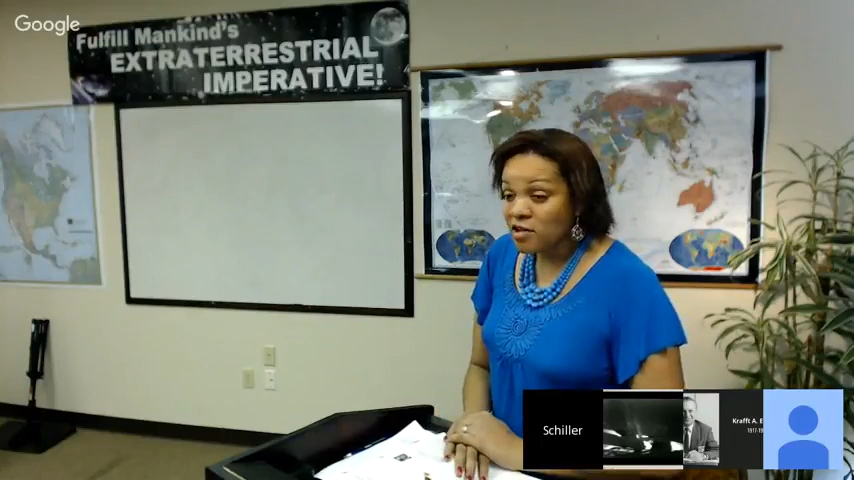 Google
Fulfill Mankind's
EXTRATERRESTRIAL
IMPERATIVE!
Schiller
Krafft A. E